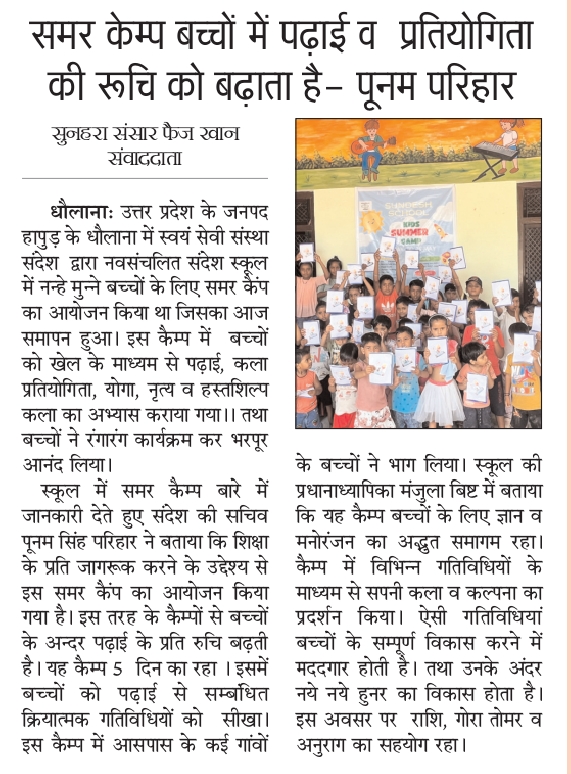 समर केम्प बच्चों में पढ़ाई व प्रतियोगिता
की रूचि को बढ़ाता है– पूनम परिहार
सुनहरा संसार फैज खान
संवाददाता
धौलानाः उत्तर प्रदेश के जनपद
हापुड़ के धौलाना में स्वयं सेवी संस्था
संदेश द्वारा नवसंचलित संदेश स्कूल
में नन्हे मुन्ने बच्चों के लिए समर कैंप
का आयोजन किया था जिसका आज
समापन हुआ। इस कैम्प में बच्चों
को खेल के माध्यम से पढ़ाई, कला
प्रतियोगिता, योगा, नृत्य व हस्तशिल्प
कला का अभ्यास कराया गया।। तथा
बच्चों ने रंगारंग कार्यक्रम कर भरपूर
आनंद लिया।
स्कूल में समर कैम्प बारे में
जानकारी देते हुए संदेश की सचिव
पूनम सिंह परिहार ने बताया कि शिक्षा
के प्रति जागरूक करने के उद्देश्य से
इस समर कैंप का आयोजन किया
गया है। इस तरह के कैम्पों से बच्चों
के अन्दर पढ़ाई के प्रति रुचि बढ़ती
है। यह कैम्प 5 दिन का रहा । इसमें
बच्चों को पढ़ाई से सम्बंधित
क्रियात्मक गतिविधियों को सीखा।
इस कैम्प में आसपास के कई गांवों
SANDESH
SCHOOL
KIDS
SUMMER
CAMP
के बच्चों ने भाग लिया। स्कूल की
प्रधानाध्यापिका मंजुला बिष्ट में बताया
कि यह कैम्प बच्चों के लिए ज्ञान व
मनोरंजन का अद्भुत समागम रहा।
कैम्प में विभिन्न गतिविधियों के
माध्यम से सपनी कला व कल्पना का
प्रदर्शन किया। ऐसी गतिविधियां
बच्चों के सम्पूर्ण विकास करने में
मददगार होती है। तथा उनके अंदर
नये नये हुनर का विकास होता है।
इस अवसर पर राशि, गोरा तोमर व
अनुराग का सहयोग रहा।